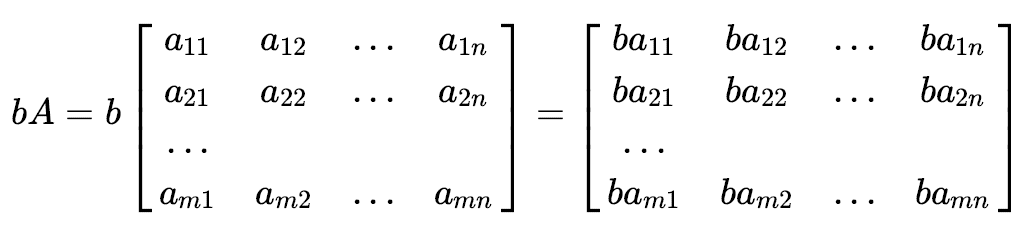 bA = b [ a₁₁ a₁₂ … a₁ₙ ] = [ ba₁₁ ba₁₂ … ba₁ₙ ]
[ a₂₁ a₂₂ … a₂ₙ ] [ ba₂₁ ba₂₂ … ba₂ₙ ]
[ … ] [ … ]
[ aₘ₁ aₘ₂ … aₘₙ ] [ baₘ₁ baₘ₂ … baₘₙ ]